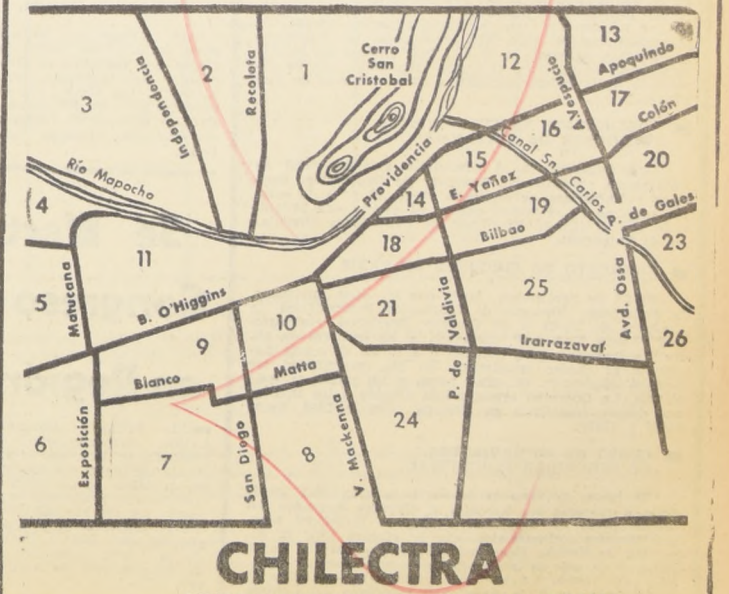 13
Cerro
San
Cristobal
Apoquindo
12
A.Vespucio
2
1
3
Independencia
Recolota
17
Colón
16
Canal Sn. Carlos
Providencia
15
20
Río Mapocho
E. Yañez
14
19
P. de Gales
4
18
Bilbao
23
11
Matucana
5
B. O'Higgins
21
P. de Valdivia
25
Avd. Ossa
10
9
Irarrazaval
26
Matta
Blanco
24
6
Exposición
7
San Diogo
8
V. Mackenna
CHILECTRA